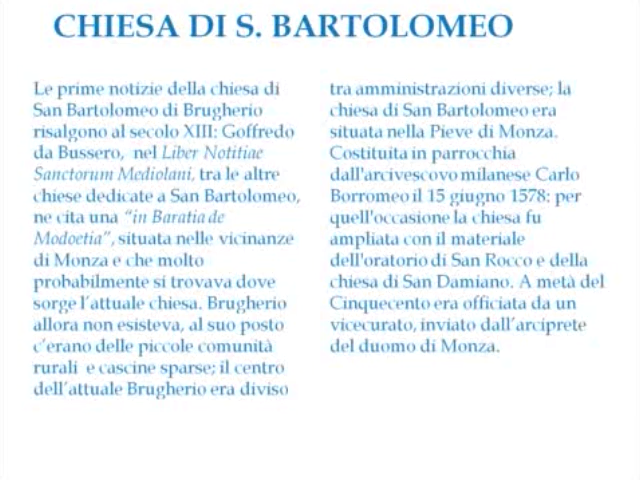 CHIESA DI S. BARTOLOMEO
Le prime notizie della chiesa di
San Bartolomeo di Brugherio
risalgono al secolo XIII: Goffredo
da Bussero, nel Liber Notitiae
Sanctorum Mediolani, tra le altre
chiese dedicate a San Bartolomeo,
ne cita una "in Baratia de
Modoetia", situata nelle vicinanze
di Monza e che molto
probabilmente si trovava dove
sorge l'attuale chiesa. Brugherio
allora non esisteva, al suo posto
c'erano delle piccole comunità
rurali e cascine sparse; il centro
dell'attuale Brugherio era diviso
tra amministrazioni diverse; la
chiesa di San Bartolomeo era
situata nella Pieve di Monza.
Costituita in parrocchia
dall'arcivescovo milanese Carlo
Borromeo il 15 giugno 1578: per
quell'occasione la chiesa fu
ampliata con il materiale
dell'oratorio di San Rocco e della
chiesa di San Damiano. A metà del
Cinquecento era officiata da un
vicecurato, inviato dall'arciprete
del duomo di Monza.